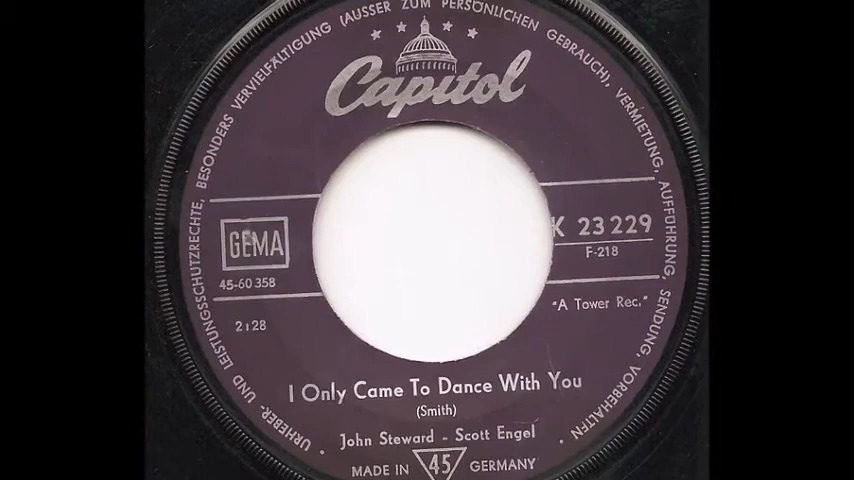 URHEBER- UND LEISTUNGSSCHUTZRECHTE, BESONDERS VERVIELFÄLTIGUNG (AUSSER ZUM PERSÖNLICHEN GEBRAUCH), VERMIETUNG, AUFFÜHRUNG, SENDUNG, VORBEHALTEN
Capitol
GEMA
K 23 229
F-218
45-60 358
"A Tower Rec."
2:28
I Only Came To Dance With You
(Smith)
John Steward - Scott Engel
MADE IN 45 GERMANY